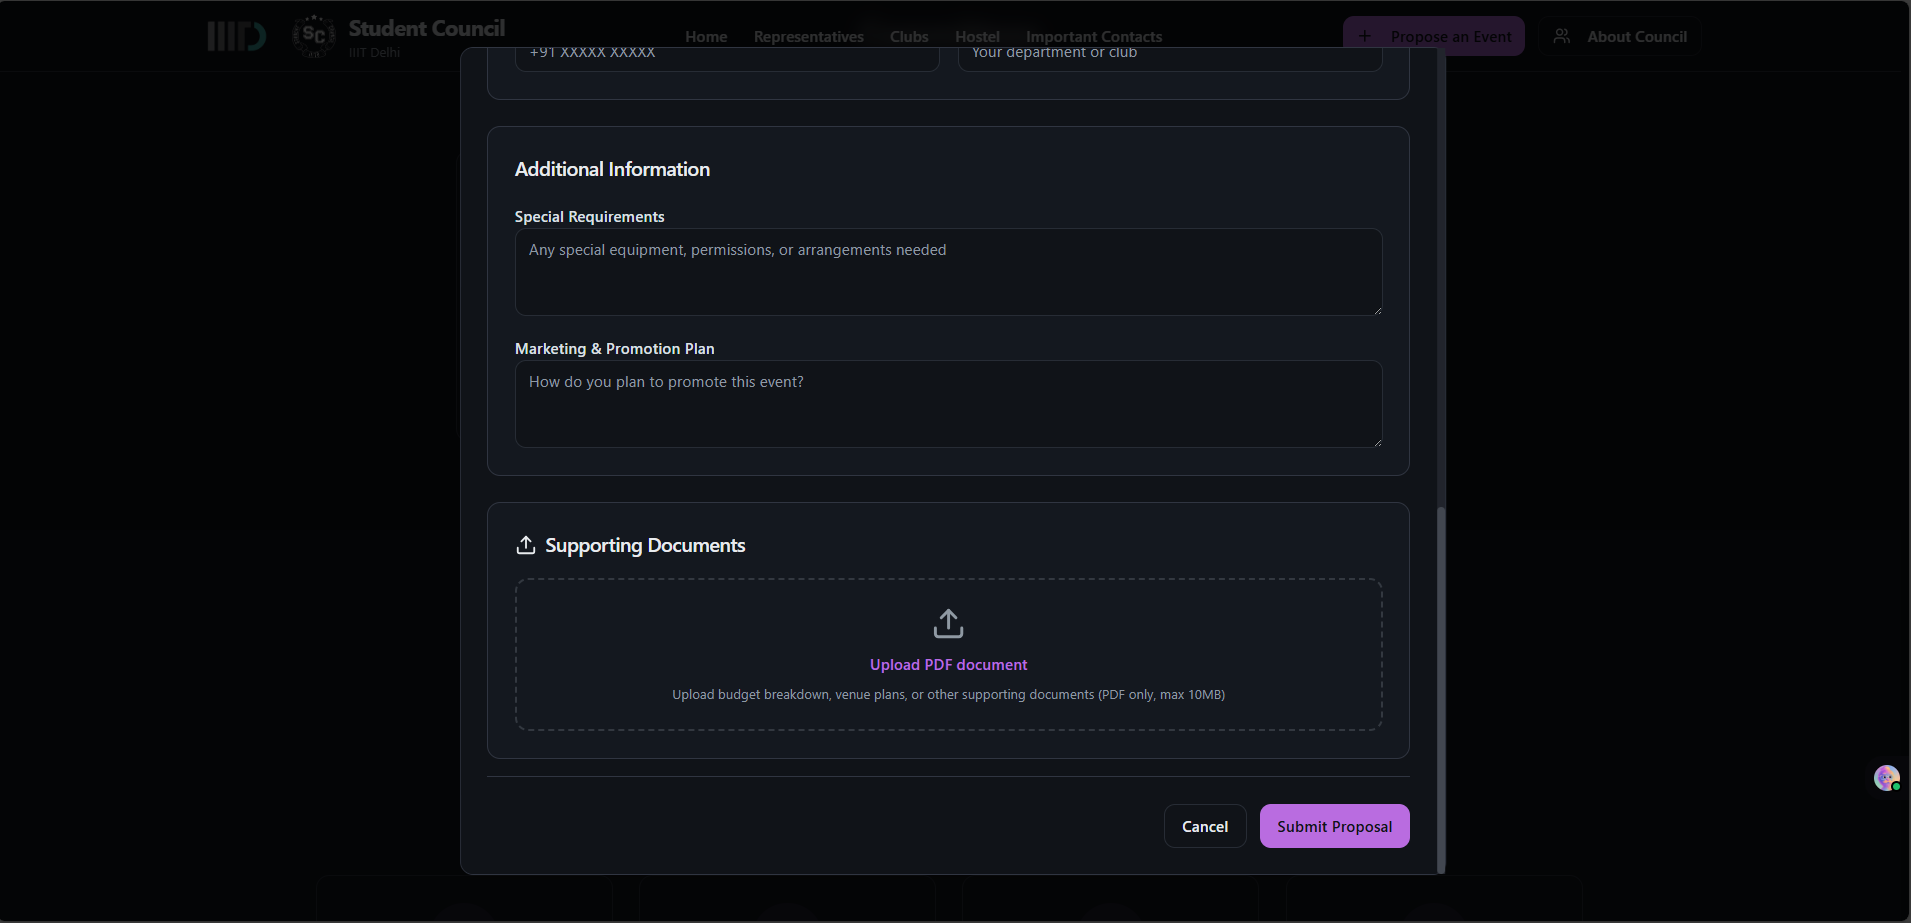 Student Council
IIIT Delhi
Home
Representatives
Clubs
Hostel
Important Contacts
Propose an Event
About Council
+91 XXXXX XXXXX
Your department or club
Additional Information
Special Requirements
Any special equipment, permissions, or arrangements needed
Marketing & Promotion Plan
How do you plan to promote this event?
Supporting Documents
Upload PDF document
Upload budget breakdown, venue plans, or other supporting documents (PDF only, max 10MB)
Cancel
Submit Proposal